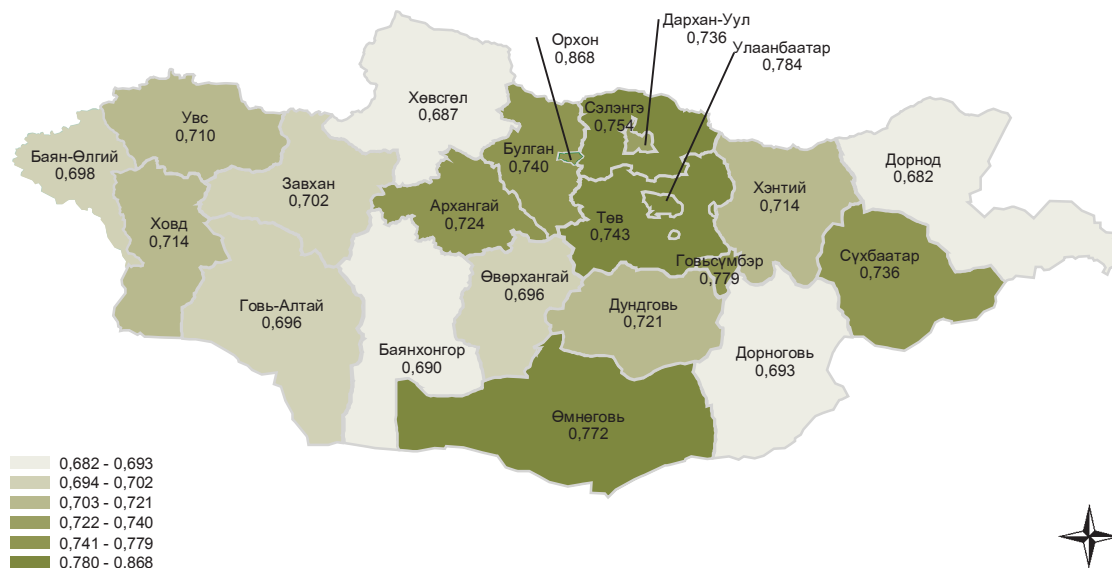 Дархан-Уул
0,736
Орхон
0,868
Улаанбаатар
0,784
Хөвсгөл
0,687
Сэлэнгэ
0,754
Увс
0,710
Булган
0,740
Баян-Өлгий
0,698
Дорнод
0,682
Завхан
0,702
Хэнтий
0,714
Архангай
0,724
Ховд
0,714
Төв
0,743
Говьсүмбэр
0,779
Сүхбаатар
0,736
Өвөрхангай
0,696
Говь-Алтай
0,696
Дундговь
0,721
Баянхонгор
0,690
Дорноговь
0,693
Өмнөговь
0,772
0,682 - 0,693
0,694 - 0,702
0,703 - 0,721
0,722 - 0,740
0,741 - 0,779
0,780 - 0,868